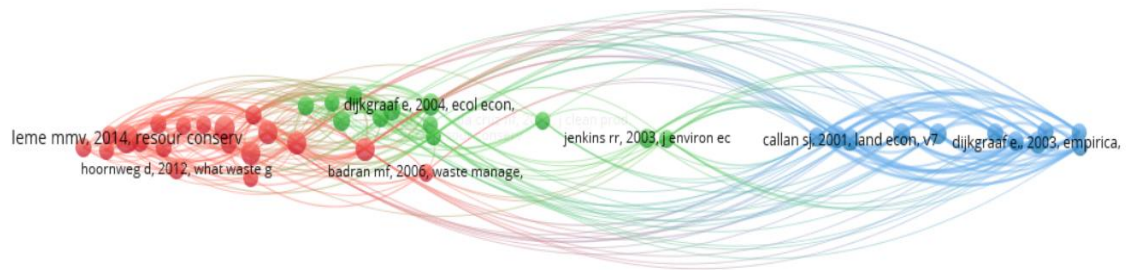 dijkgraaf e, 2004, ecol econ,
leme mmv, 2014, resour conserv
jenkins rr, 2003, j environ ec
callan sj, 2001, land econ, v7
dijkgraaf e., 2003, empirica,
hoornweg d, 2012, what waste g
badran mf, 2006, waste manage,